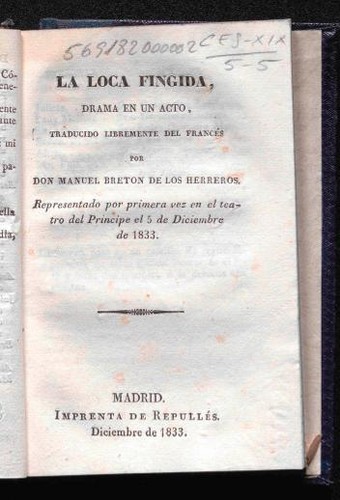 569182000002 CES-XIX
5-5
LA LOCA FINGIDA,
DRAMA EN UN ACTO,
TRADUCIDO LIBREMENTE DEL FRANCÉS
POR
DON MANUEL BRETON DE LOS HERREROS.
Representado por primera vez en el tea-
tro del Príncipe el 5 de Diciembre
de 1833.
MADRID.
IMPRENTA DE REPULLÉS.
Diciembre de 1833.